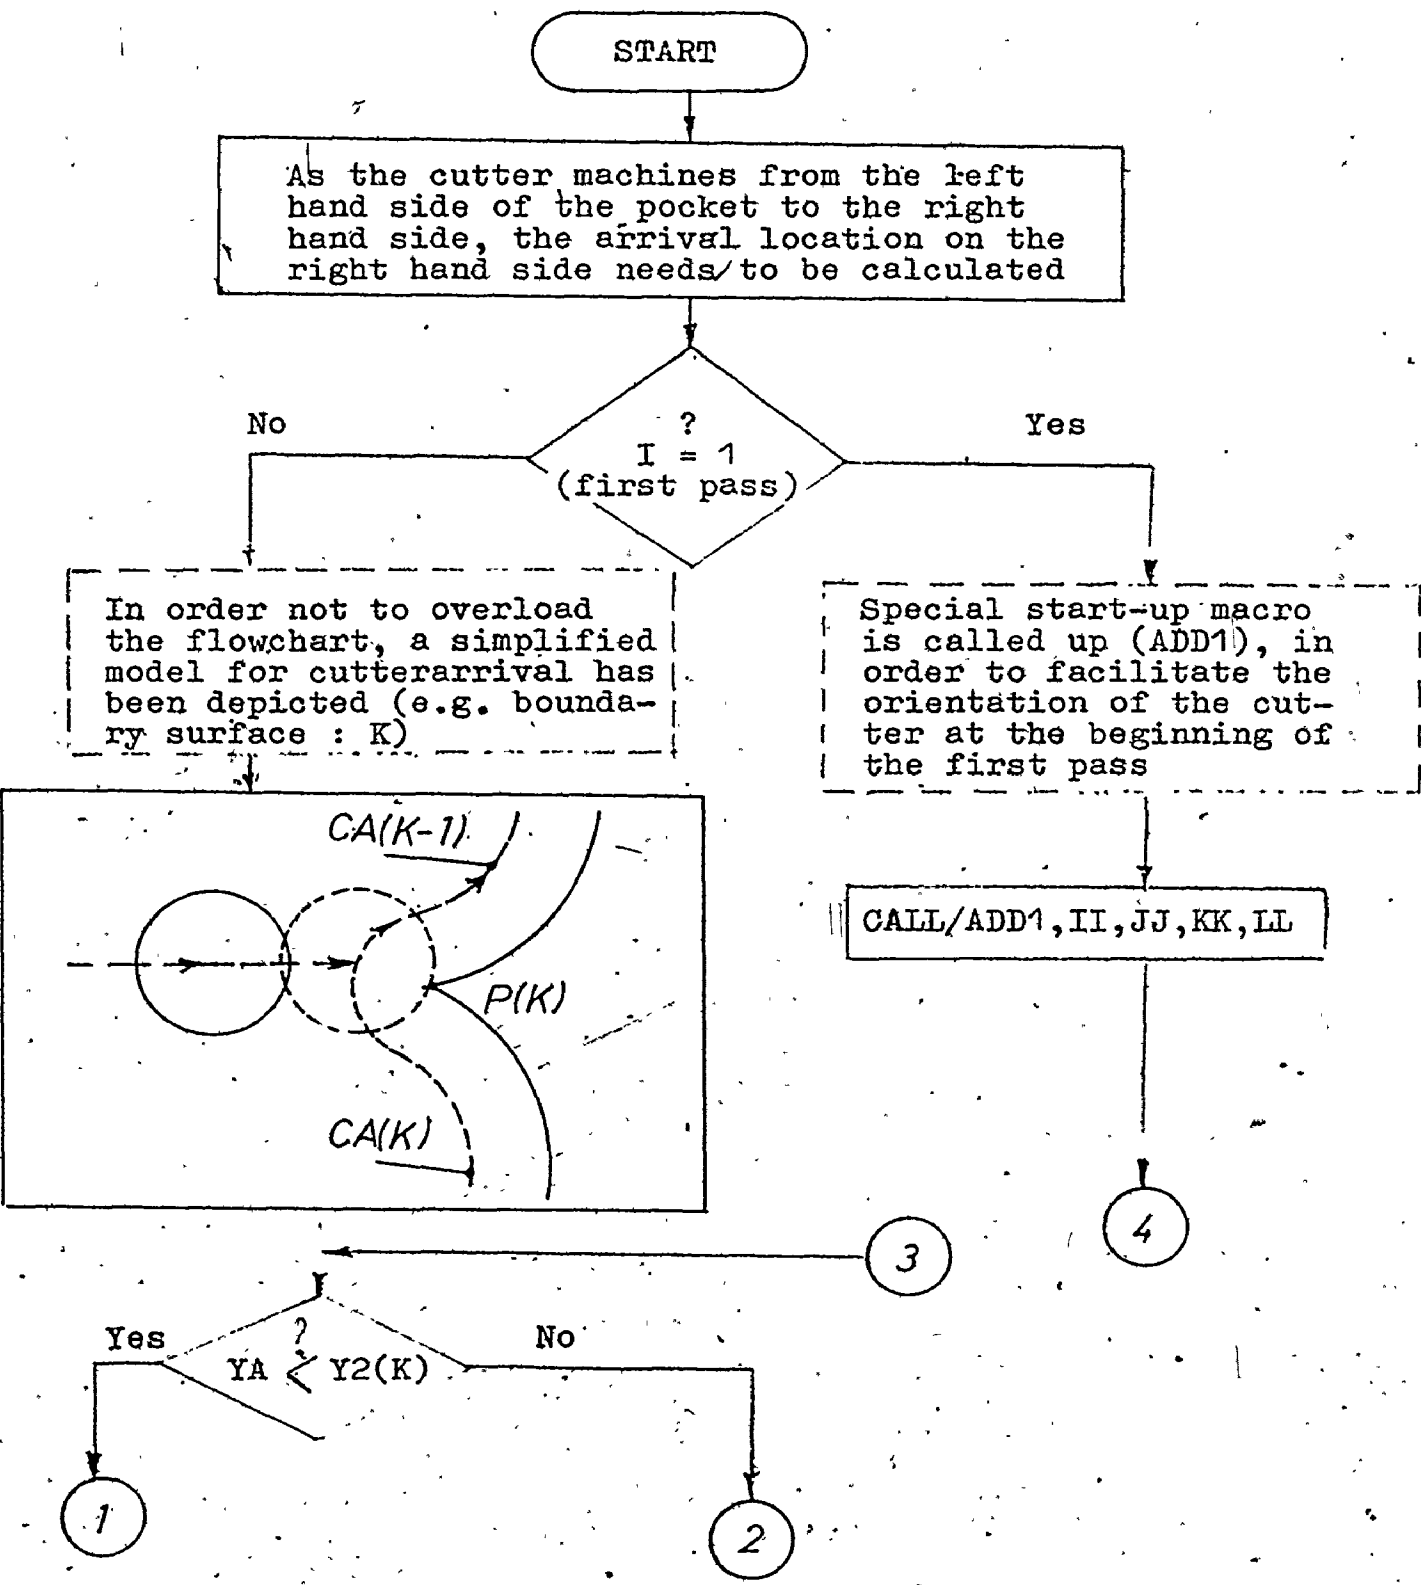 START
As the cutter machines from the left
hand side of the pocket to the right
hand side, the arrival location on the
right hand side needs to be calculated
No
?
I = 1
(first pass)
Yes
In order not to overload
the flowchart, a simplified
model for cutterarrival has
been depicted (e.g. bounda-
ry surface : K)
Special start-up macro
is called up (ADD1), in
order to facilitate the
orientation of the cut-
ter at the beginning of
the first pass
CA(K-1)
P(K)
CA(K)
CALL/ADD1,II,JJ,KK,LL
4
3
Yes
?
YA < Y2(K)
No
1
2